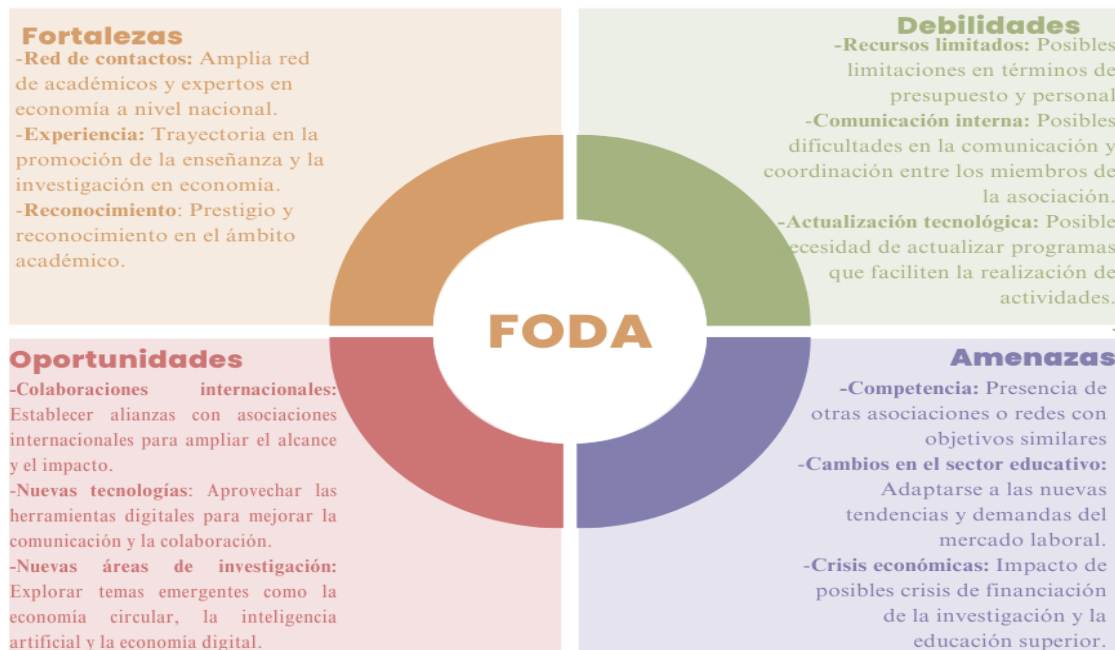 Fortalezas
-Red de contactos: Amplia red
de académicos y expertos en
economía a nivel nacional.
-Experiencia: Trayectoria en la
promoción de la enseñanza y la
investigación en economía.
-Reconocimiento: Prestigio y
reconocimiento en el ámbito
académico.
Debilidades
-Recursos limitados: Posibles
limitaciones en términos de
presupuesto y personal
-Comunicación interna: Posibles
dificultades en la comunicación y
coordinación entre los miembros de
la asociación.
-Actualización tecnológica: Posible
ecesidad de actualizar programas
que faciliten la realización de
actividades.
.
FODA
Oportunidades
-Colaboraciones internacionales:
Establecer alianzas con asociaciones
internacionales para ampliar el alcance
y el impacto.
-Nuevas tecnologías: Aprovechar las
herramientas digitales para mejorar la
comunicación y la colaboración.
-Nuevas áreas de investigación:
Explorar temas emergentes como la
economía circular, la inteligencia
artificial y la economía digital.
Amenazas
-Competencia: Presencia de
otras asociaciones o redes con
objetivos similares
-Cambios en el sector educativo:
Adaptarse a las nuevas
tendencias y demandas del
mercado laboral.
-Crisis económicas: Impacto de
posibles crisis de financiación
de la investigación y la
educación superior.